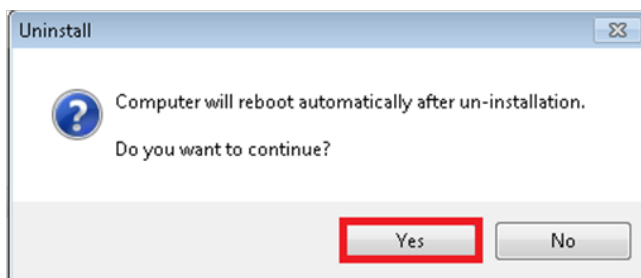 Uninstall
Computer will reboot automatically after un-installation.
Do you want to continue?
Yes No